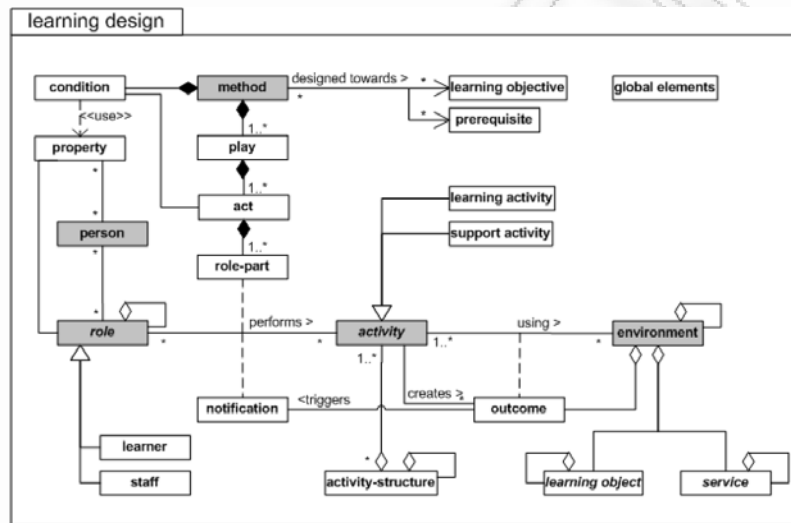 learning design
condition
method
designed towards >
*
*
learning objective
global elements
<<use>>
1..*
*
prerequisite
property
play
*
1..*
learning activity
act
*
person
support activity
*
1..*
role-part
*
role
performs >
activity
using >
environment
*
*
1..*
*
1..*
creates >
*
notification
<triggers
outcome
learner
*
staff
activity-structure
learning object
service